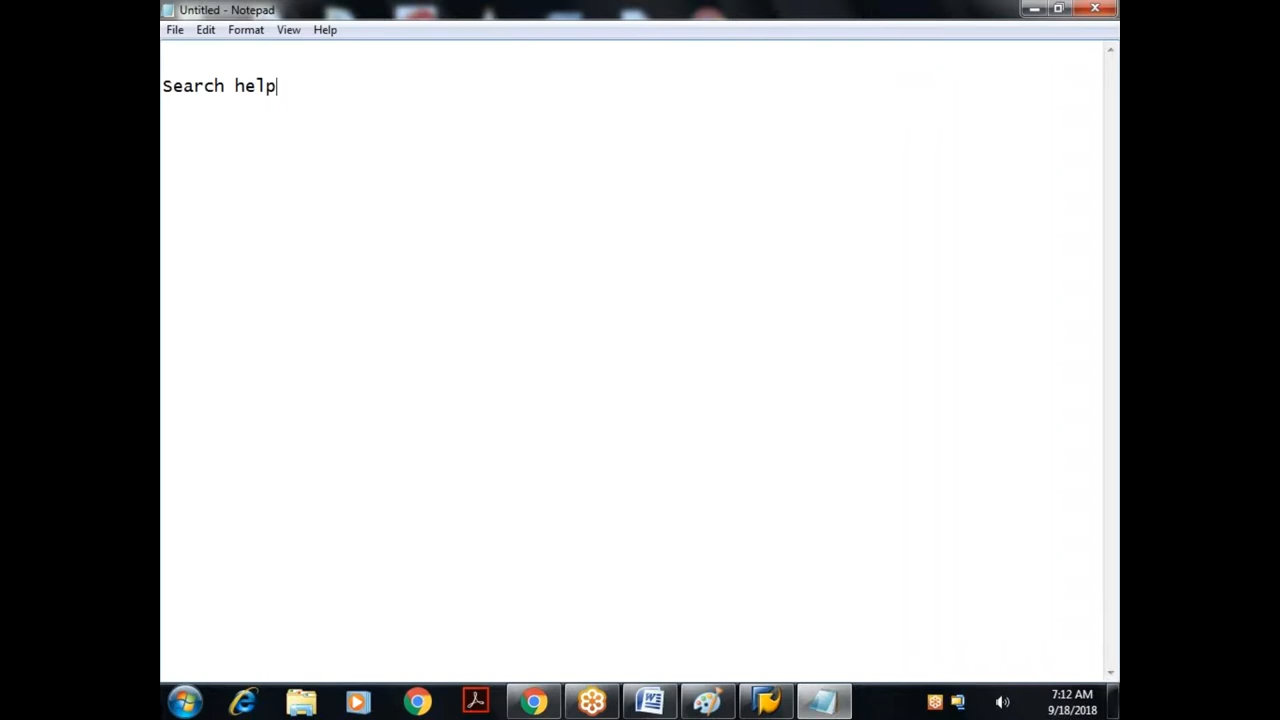 Untitled - Notepad
File Edit Format View Help
Search help
7:12 AM
9/18/2018